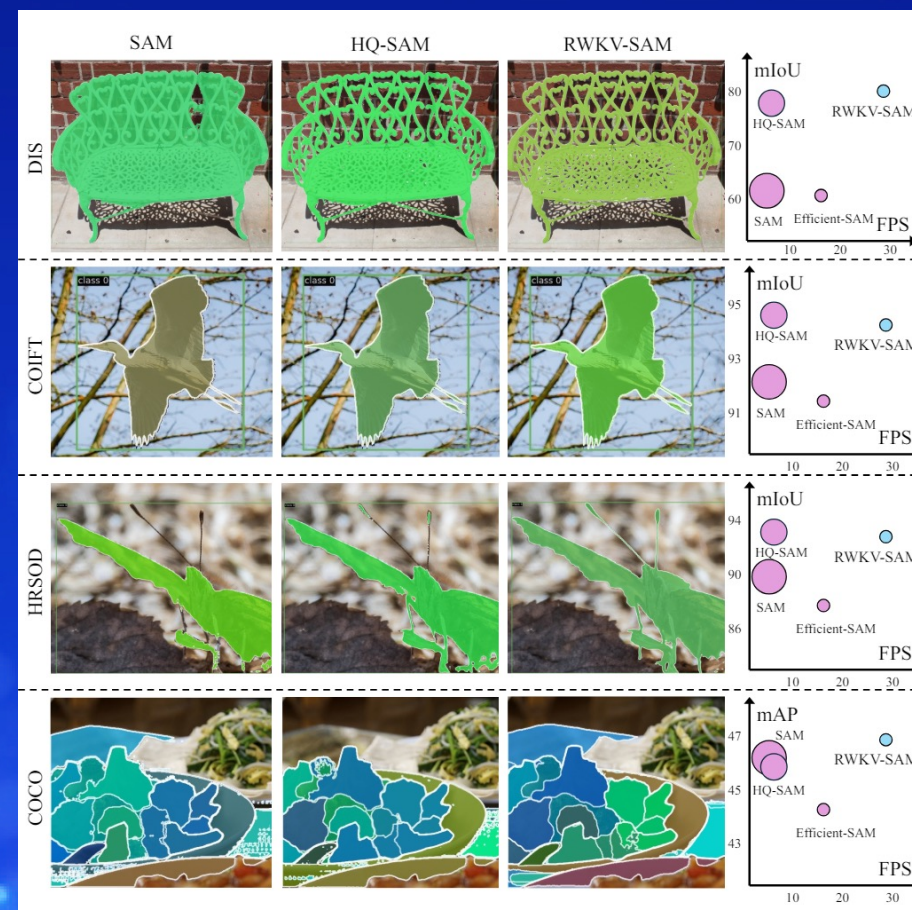 SAM HQ-SAM RWKV-SAM
DIS
mIoU
80
HQ-SAM
RWKV-SAM
70
60
SAM
Efficient-SAM
FPS
10 20 30
COIFT
class 0
class 0
class 0
mIoU
95
HQ-SAM
RWKV-SAM
93
SAM
91
Efficient-SAM
FPS
10 20 30
HRSOD
mIoU
94
HQ-SAM
RWKV-SAM
90
SAM
86
Efficient-SAM
FPS
10 20 30
COCO
mAP
47
SAM
RWKV-SAM
HQ-SAM
45
Efficient-SAM
43
FPS
10 20 30